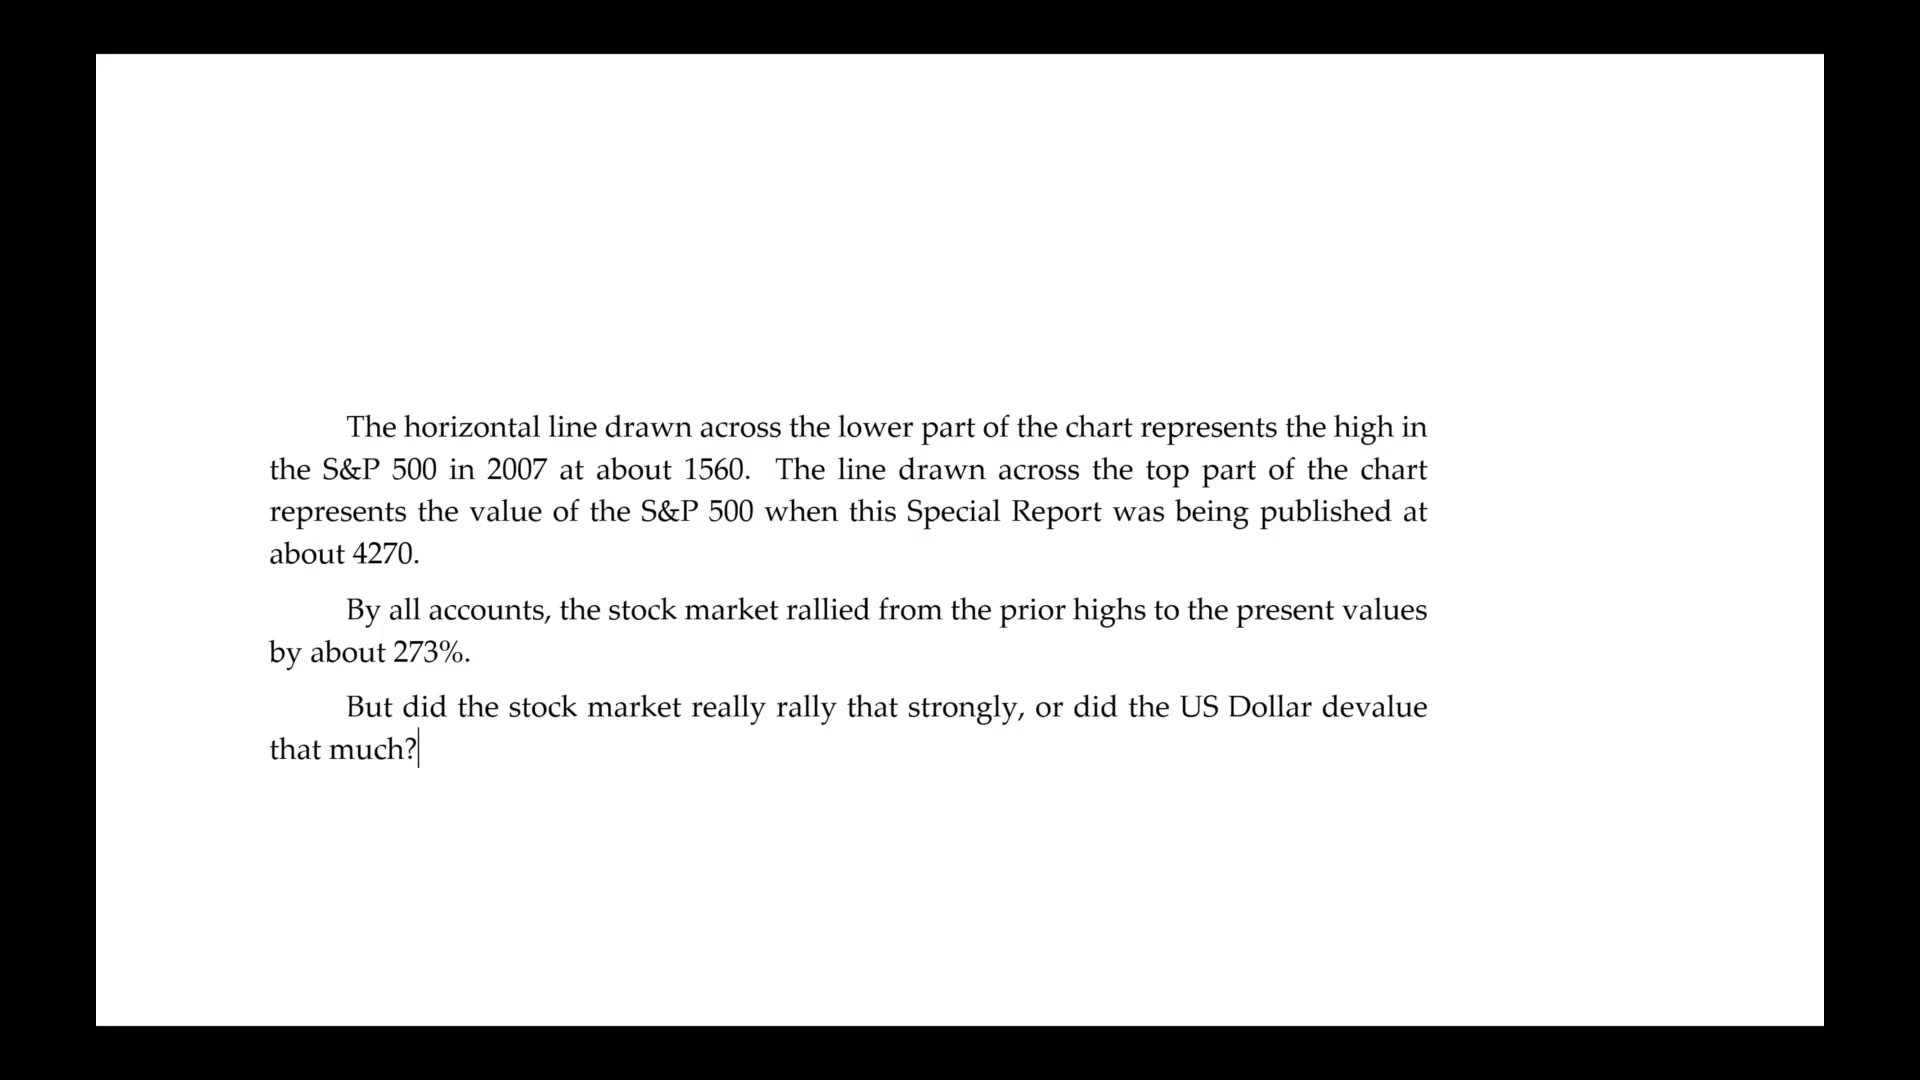 The horizontal line drawn across the lower part of the chart represents the high in
the S&P 500 in 2007 at about 1560. The line drawn across the top part of the chart
represents the value of the S&P 500 when this Special Report was being published at
about 4270.
By all accounts, the stock market rallied from the prior highs to the present values
by about 273%.
But did the stock market really rally that strongly, or did the US Dollar devalue
that much?